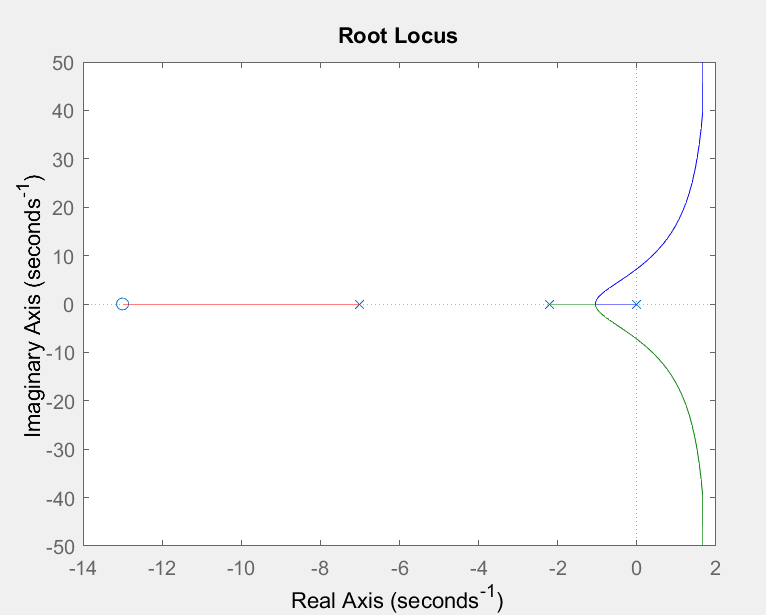 Root Locus
50
40
30
20
10
0
-10
-20
-30
-40
-50
-14 -12 -10 -8 -6 -4 -2 0 2
Imaginary Axis (seconds⁻¹)
Real Axis (seconds⁻¹)